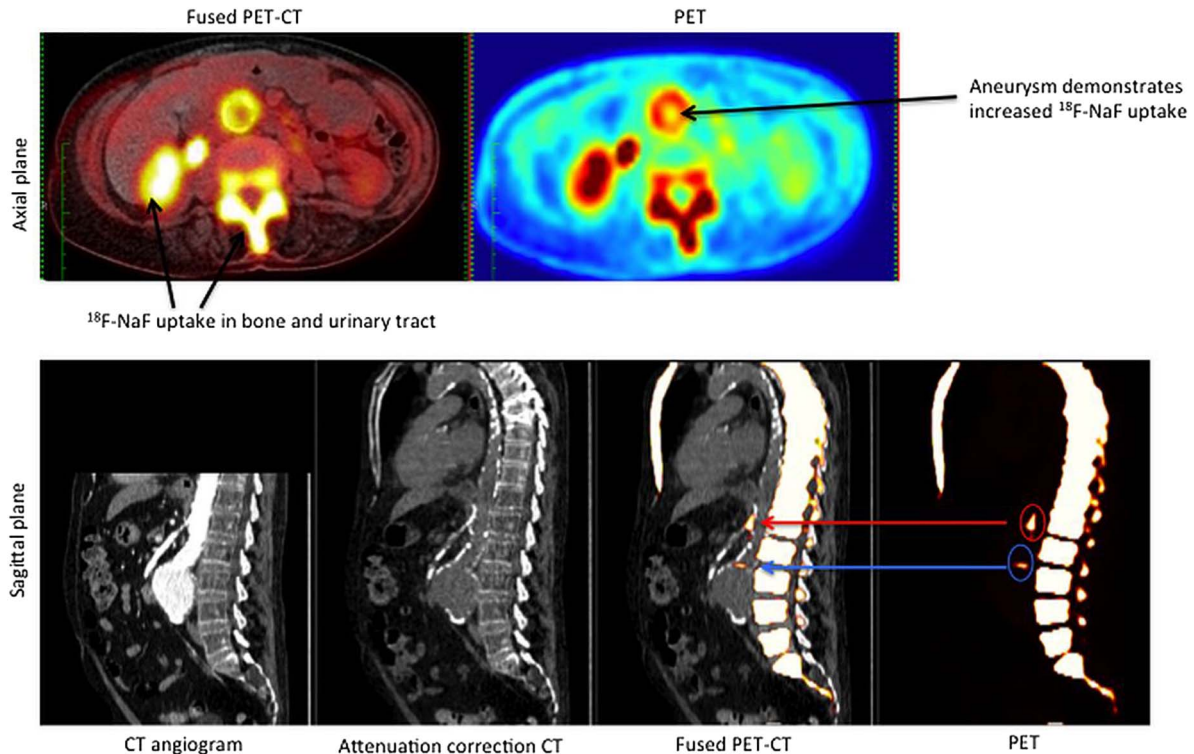 Fused PET-CT
PET
Axial plane
Aneurysm demonstrates
increased ¹⁸F-NaF uptake
¹⁸F-NaF uptake in bone and urinary tract
Sagittal plane
CT angiogram
Attenuation correction CT
Fused PET-CT
PET